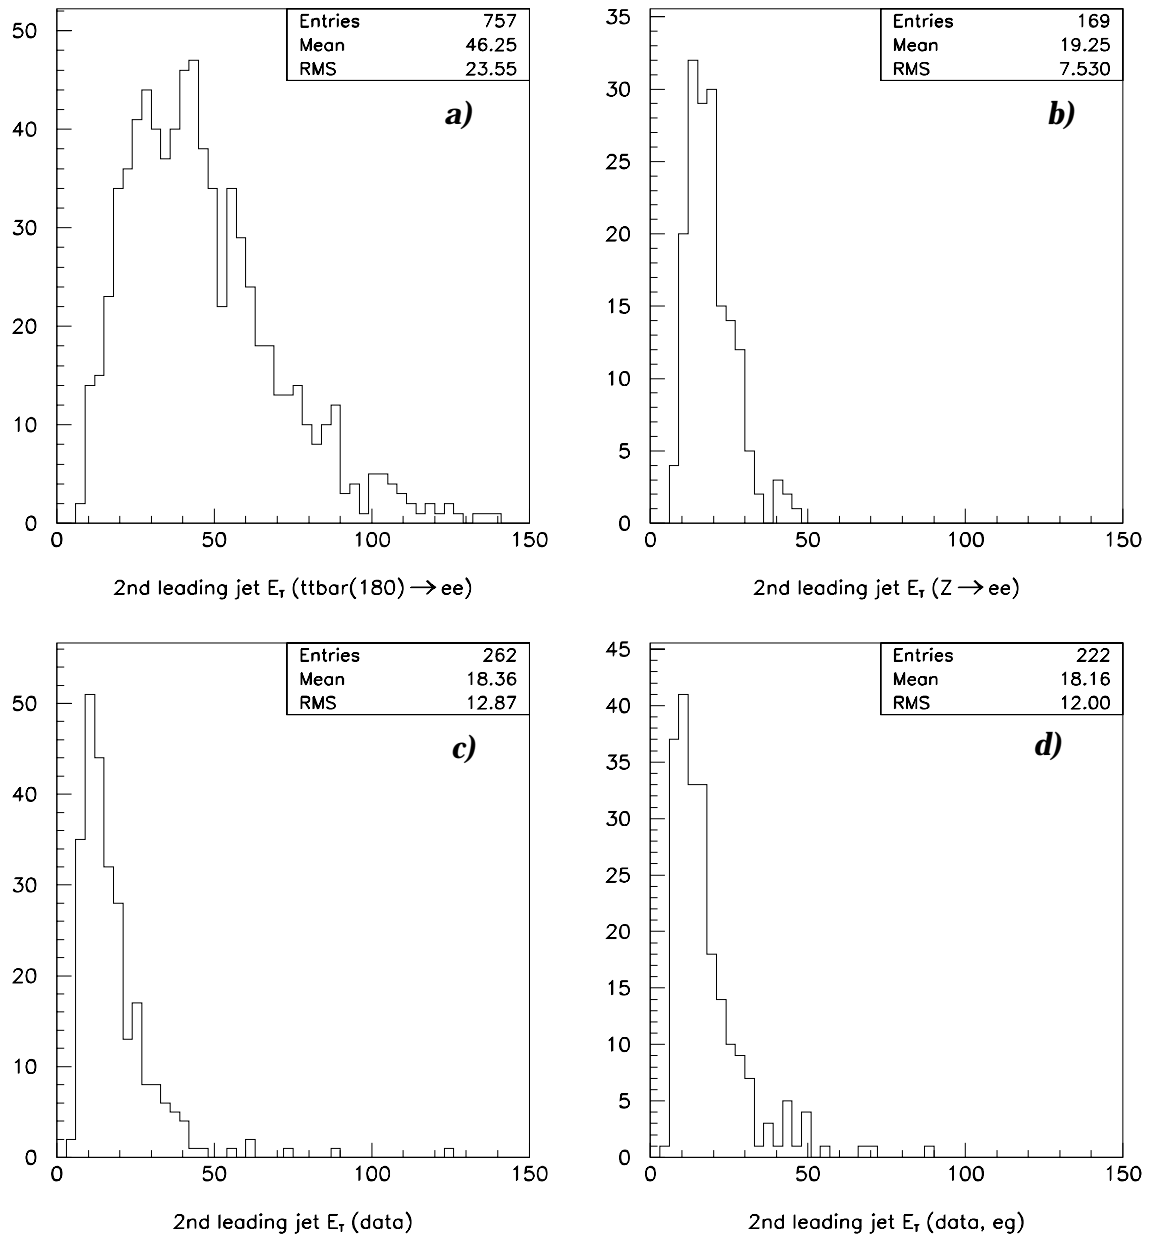 Entries 757
Mean 46.25
RMS 23.55
a)
50
40
30
20
10
0
0 50 100 150
2nd leading jet E_T (ttbar(180) → ee)
Entries 169
Mean 19.25
RMS 7.530
b)
35
30
25
20
15
10
5
0
0 50 100 150
2nd leading jet E_T (Z → ee)
Entries 262
Mean 18.36
RMS 12.87
c)
50
40
30
20
10
0
0 50 100 150
2nd leading jet E_T (data)
Entries 222
Mean 18.16
RMS 12.00
d)
45
40
35
30
25
20
15
10
5
0
0 50 100 150
2nd leading jet E_T (data, eg)